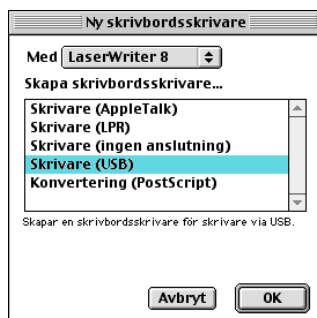 Ny skrivbordsskrivare
Med LaserWriter 8
Skapa skrivbordsskrivare...
Skrivare (AppleTalk)
Skrivare (LPR)
Skrivare (ingen anslutning)
Skrivare (USB)
Konvertering (PostScript)
Skapar en skrivbordsskrivare för skrivare via USB.
Avbryt OK